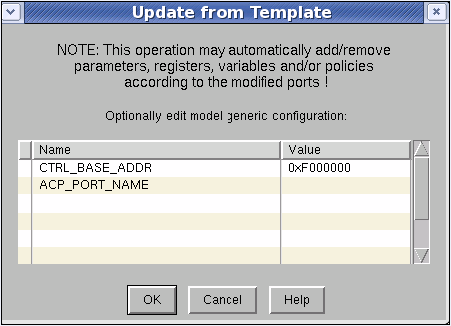 Update from Template
NOTE: This operation may automatically add/remove
parameters, registers, variables and/or policies
according to the modified ports !
Optionally edit model generic configuration:
Name Value
CTRL_BASE_ADDR 0xF000000
ACP_PORT_NAME
OK Cancel Help